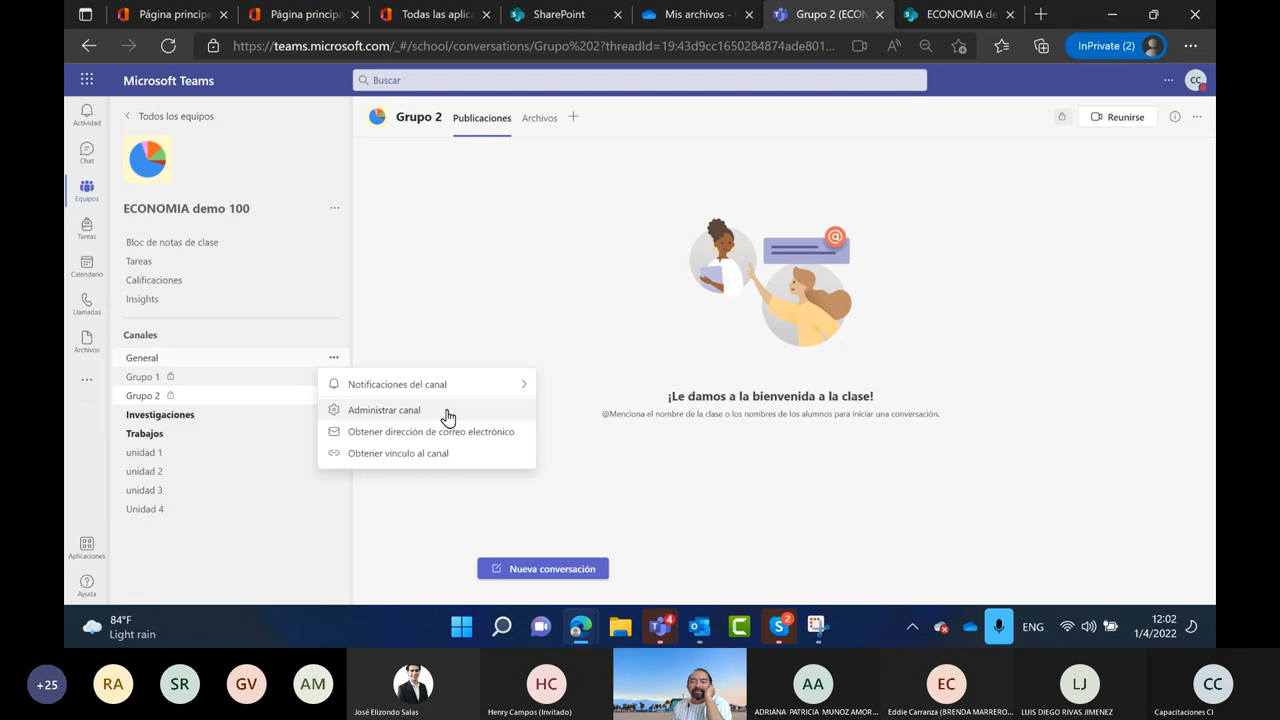 Página principa
Página principa
Todas las aplica
SharePoint
Mis archivos -
Grupo 2 (ECON
ECONOMIA de
https://teams.microsoft.com/_#/school/conversations/Grupo%202?threadId=19:43d9cc1650284874ade801...
InPrivate (2)
Microsoft Teams
Buscar
CC
Actividad
Chat
Equipos
Tareas
Calendario
Llamadas
Archivos
Aplicaciones
Ayuda
Todos los equipos
ECONOMIA demo 100
Bloc de notas de clase
Tareas
Calificaciones
Insights
Canales
General
Grupo 1
Grupo 2
Investigaciones
Trabajos
unidad 1
unidad 2
unidad 3
Unidad 4
Notificaciones del canal
Administrar canal
Obtener dirección de correo electrónico
Obtener vínculo al canal
Grupo 2
Publicaciones
Archivos
Reunirse
¡Le damos a la bienvenida a la clase!
@Menciona el nombre de la clase o los nombres de los alumnos para iniciar una conversación.
Nueva conversación
84°F
Light rain
4
2
ENG
12:02
1/4/2022
+25
RA
SR
GV
AM
José Elizondo Salas
HC
Henry Campos (Invitado)
AA
ADRIANA PATRICIA MUNOZ AMOR...
EC
Eddie Carranza (BRENDA MARRERO...
LJ
LUIS DIEGO RIVAS JIMENEZ
CC
Capacitaciones CI